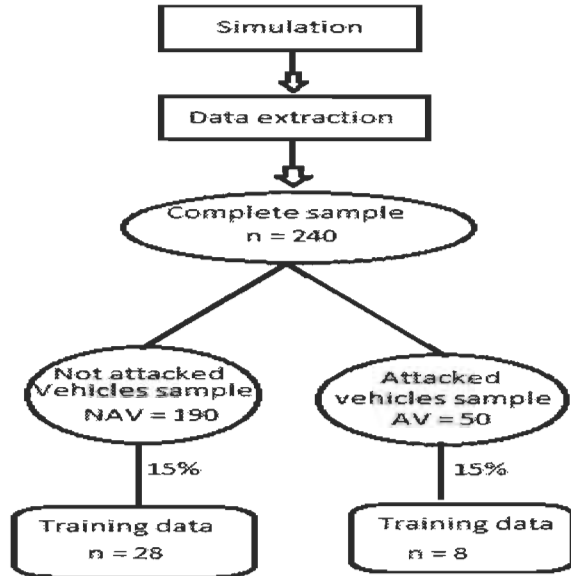 Simulation
Data extraction
Complete sample
n = 240
Not attacked
Vehicles sample
NAV = 190
Attacked
vehicles sample
AV = 50
15%
15%
Training data
n = 28
Training data
n = 8